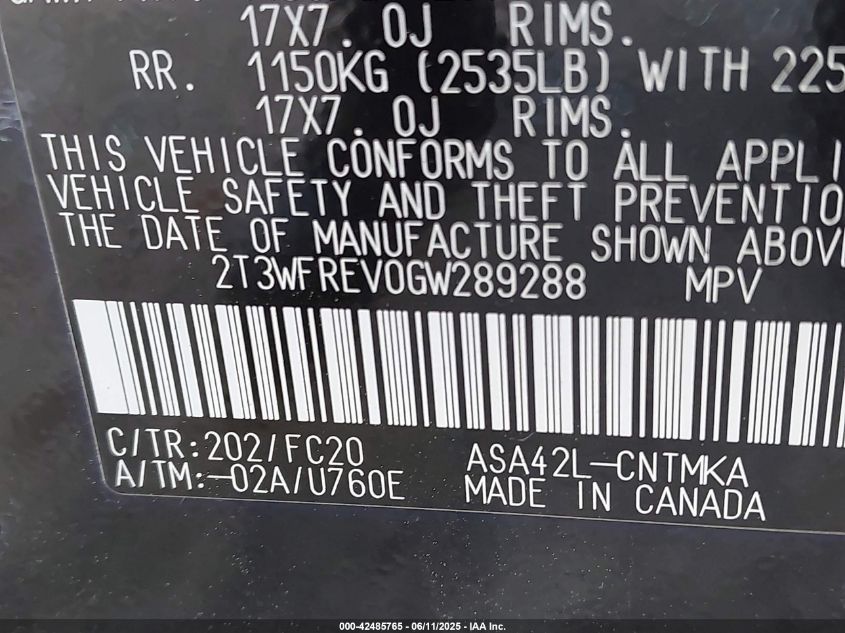 17X7.0J RIMS.
RR. 1150KG (2535LB) WITH 225
17X7.0J RIMS.
THIS VEHICLE CONFORMS TO ALL APPLI
VEHICLE SAFETY AND THEFT PREVENTIO
THE DATE OF MANUFACTURE SHOWN ABOV
2T3WFREV0GW289288 MPV
C/TR:202/FC20 ASA42L-CNTMKA
A/TM:-02A/U760E MADE IN CANADA
000-42485765 - 06/11/2025 - IAA Inc.